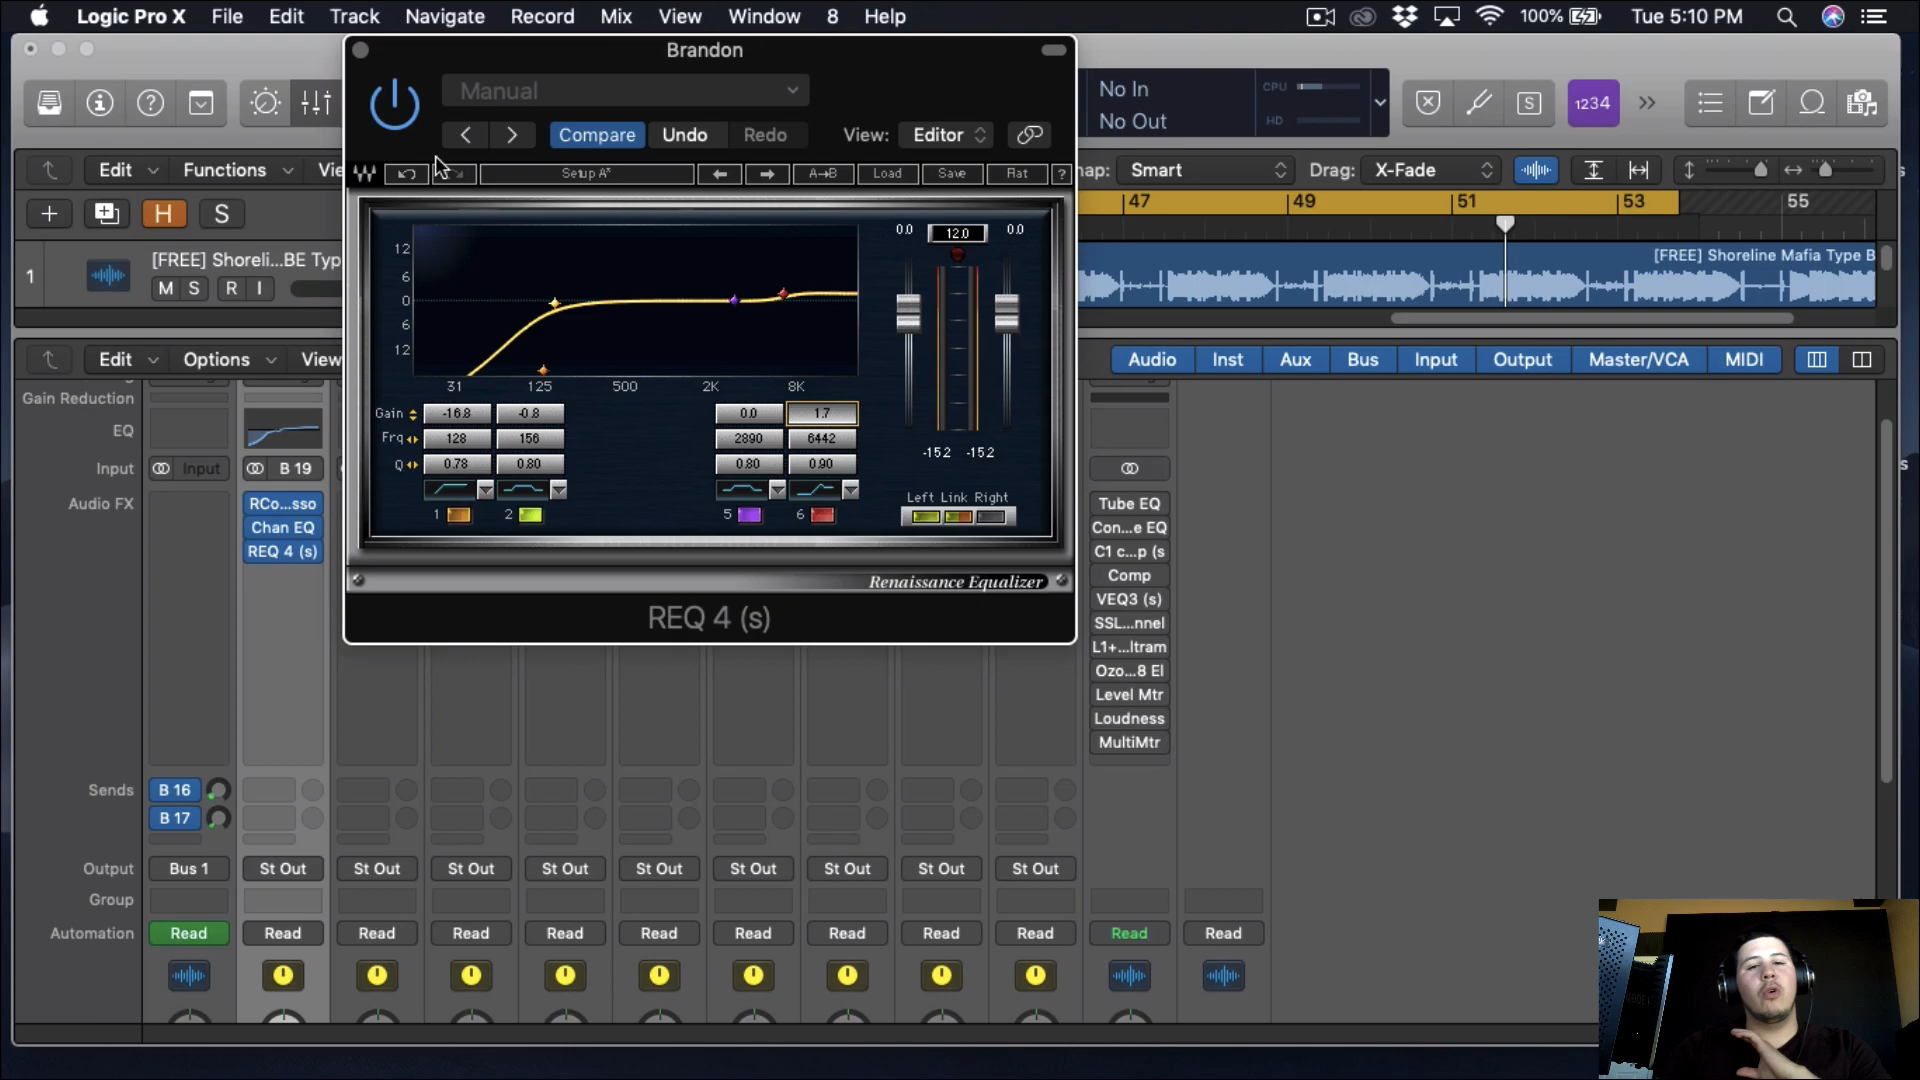 Logic Pro X File Edit Track Navigate Record Mix View Window 8 Help 100% Tue 5:10 PM
Brandon
Manual
Compare Undo Redo View: Editor
No In
No Out
CPU
HD
1234
Edit Functions
Snap: Smart Drag: X-Fade
Setup A* A→B Load Save Flat ?
H S
47 49 51 53 55
1 [FREE] Shoreli...BE Typ
M S R I
[FREE] Shoreline Mafia Type B
0.0 12.0 0.0
12
6
0
6
12
31 125 500 2K 8K
Gain -16.8 -0.8 0.0 1.7
Frq 128 156 2890 6442
Q 0.78 0.80 0.80 0.90
1 2 5 6
-15.2 -15.2
Left Link Right
Renaissance Equalizer
REQ 4 (s)
Edit Options View
Audio Inst Aux Bus Input Output Master/VCA MIDI
Gain Reduction
EQ
Input Input B 19
Audio FX
RCo...sso
Chan EQ
REQ 4 (s)
Tube EQ
Con...e EQ
C1 c...p (s
Comp
VEQ3 (s)
SSL...nnel
L1+...ltram
Ozo...8 El
Level Mtr
Loudness
MultiMtr
Sends B 16
B 17
Output Bus 1 St Out St Out St Out St Out St Out St Out St Out St Out St Out
Group
Automation Read Read Read Read Read Read Read Read Read Read Read Read